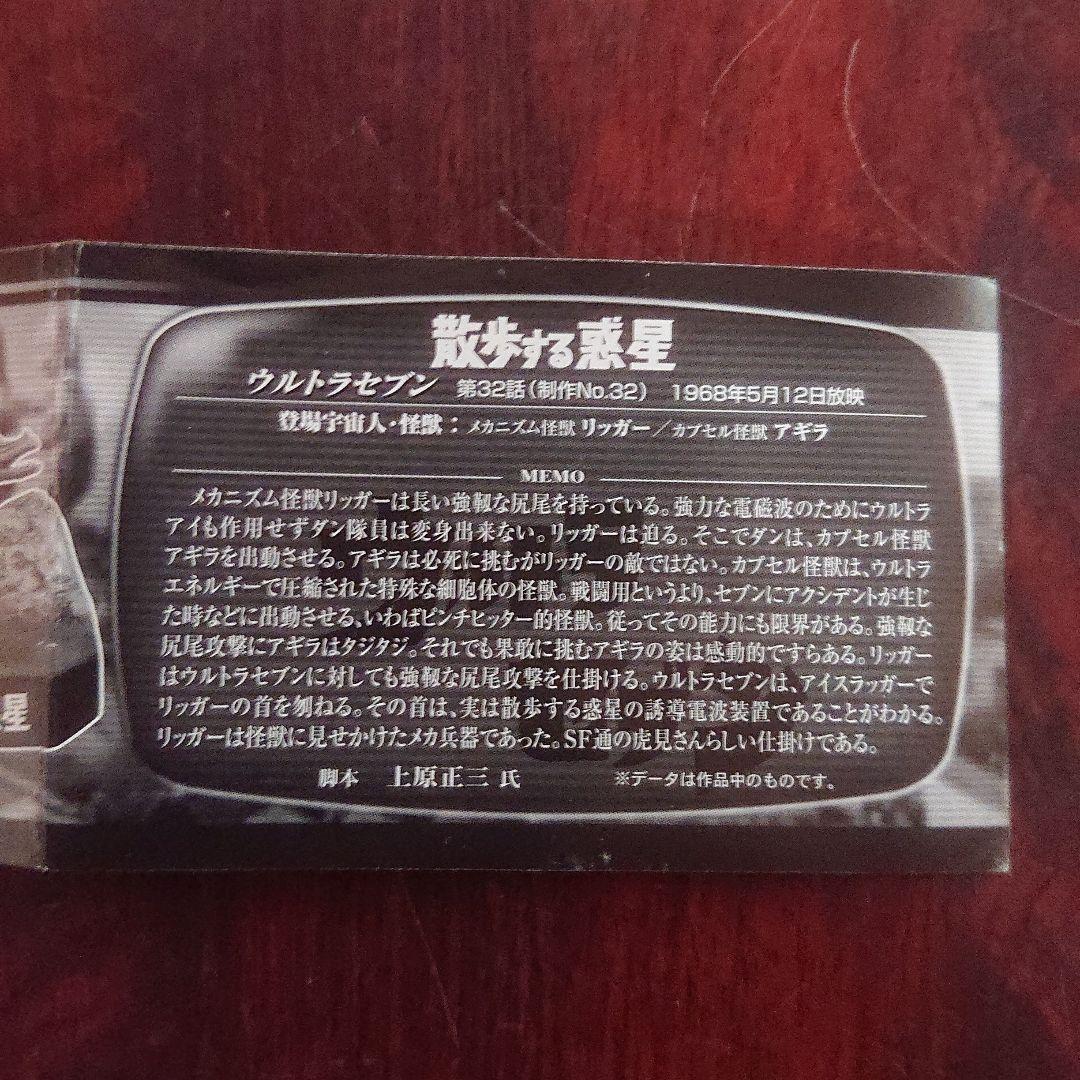 散歩する惑星
ウルトラセブン 第32話(制作No.32) 1968年5月12日放映
登場宇宙人・怪獣:メカニズム怪獣 リッガー/カプセル怪獣 アギラ
MEMO
メカニズム怪獣リッガーは長い強靱な尻尾を持っている。強力な電磁波のためにウルトラ
アイも作用せずダン隊員は変身出来ない。リッガーは迫る。そこでダンは、カプセル怪獣
アギラを出動させる。アギラは必死に挑むがリッガーの敵ではない。カプセル怪獣は、ウルトラ
エネルギーで圧縮された特殊な細胞体の怪獣。戦闘用というより、セブンにアクシデントが生じ
た時などに出動させる、いわばピンチヒッター的怪獣。従ってその能力にも限界がある。強靱な
尻尾攻撃にアギラはタジタジ。それでも果敢に挑むアギラの姿は感動的ですらある。リッガー
はウルトラセブンに対しても強靱な尻尾攻撃を仕掛ける。ウルトラセブンは、アイスラッガーで
リッガーの首を刎ねる。その首は、実は散歩する惑星の誘導電波装置であることがわかる。
リッガーは怪獣に見せかけたメカ兵器であった。SF通の虎見さんらしい仕掛けである。
脚本 上原正三 氏 ※データは作品中のものです。
星